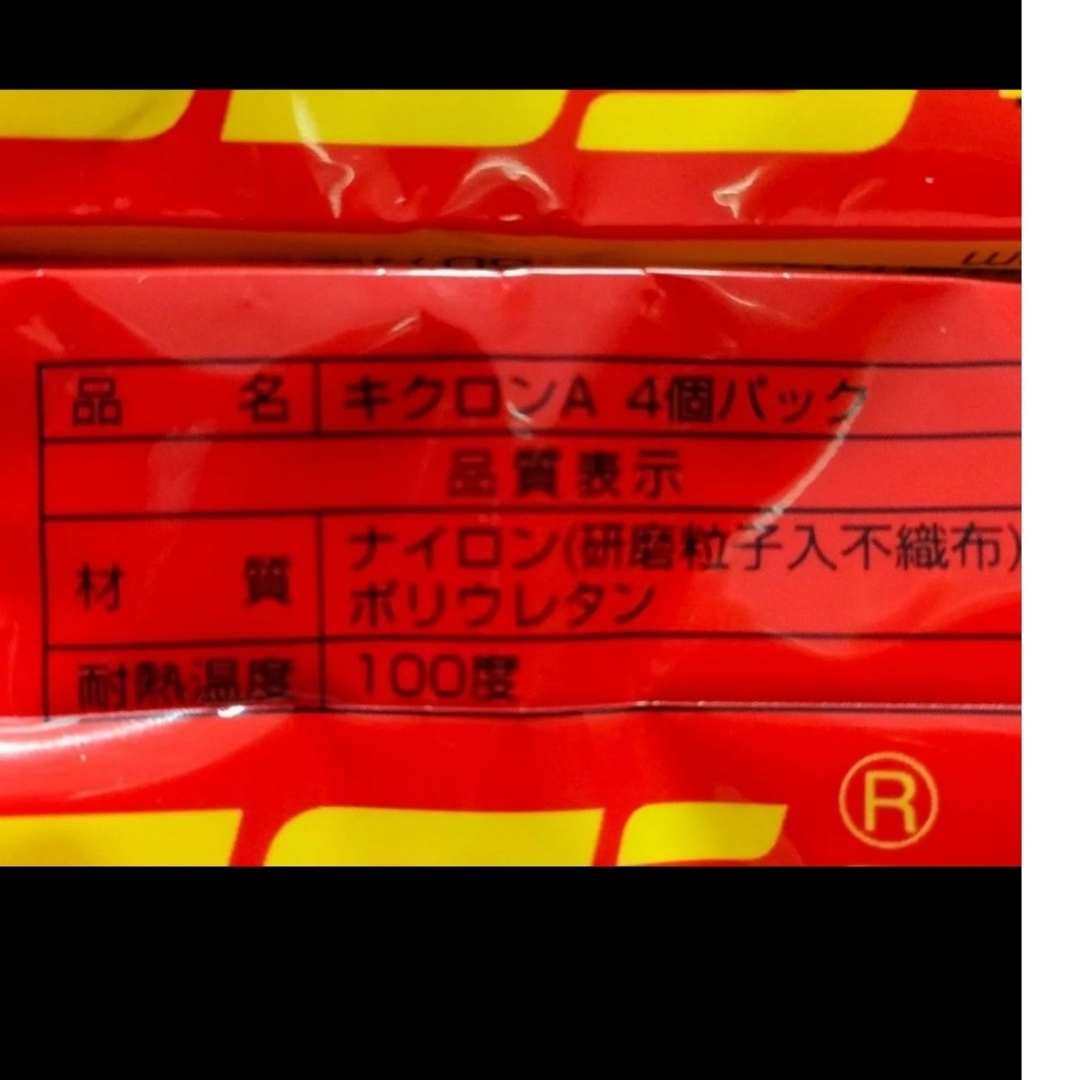 品名 キクロンA 4個パック
品質表示
材質 ナイロン(研磨粒子入不織布)
ポリウレタン
耐熱温度 100度
®